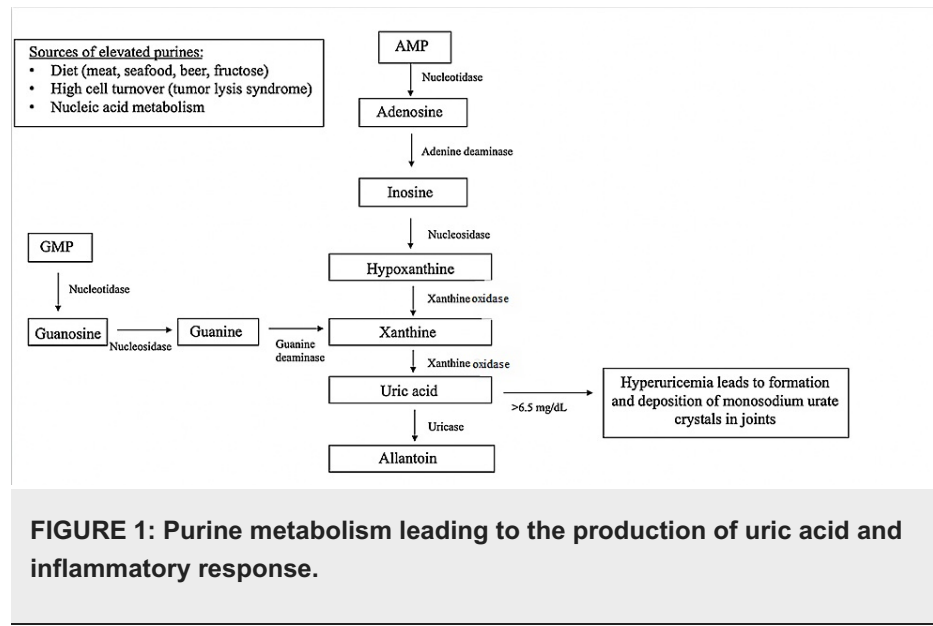 Sources of elevated purines:
• Diet (meat, seafood, beer, fructose)
• High cell turnover (tumor lysis syndrome)
• Nucleic acid metabolism
AMP
Nucleotidase
Adenosine
Adenine deaminase
Inosine
Nucleosidase
Hypoxanthine
Xanthine oxidase
GMP
Nucleotidase
Guanosine
Nucleosidase
Guanine
Guanine
deaminase
Xanthine
Xanthine oxidase
Uric acid
>6.5 mg/dL
Hyperuricemia leads to formation
and deposition of monosodium urate
crystals in joints
Uricase
Allantoin
FIGURE 1: Purine metabolism leading to the production of uric acid and
inflammatory response.